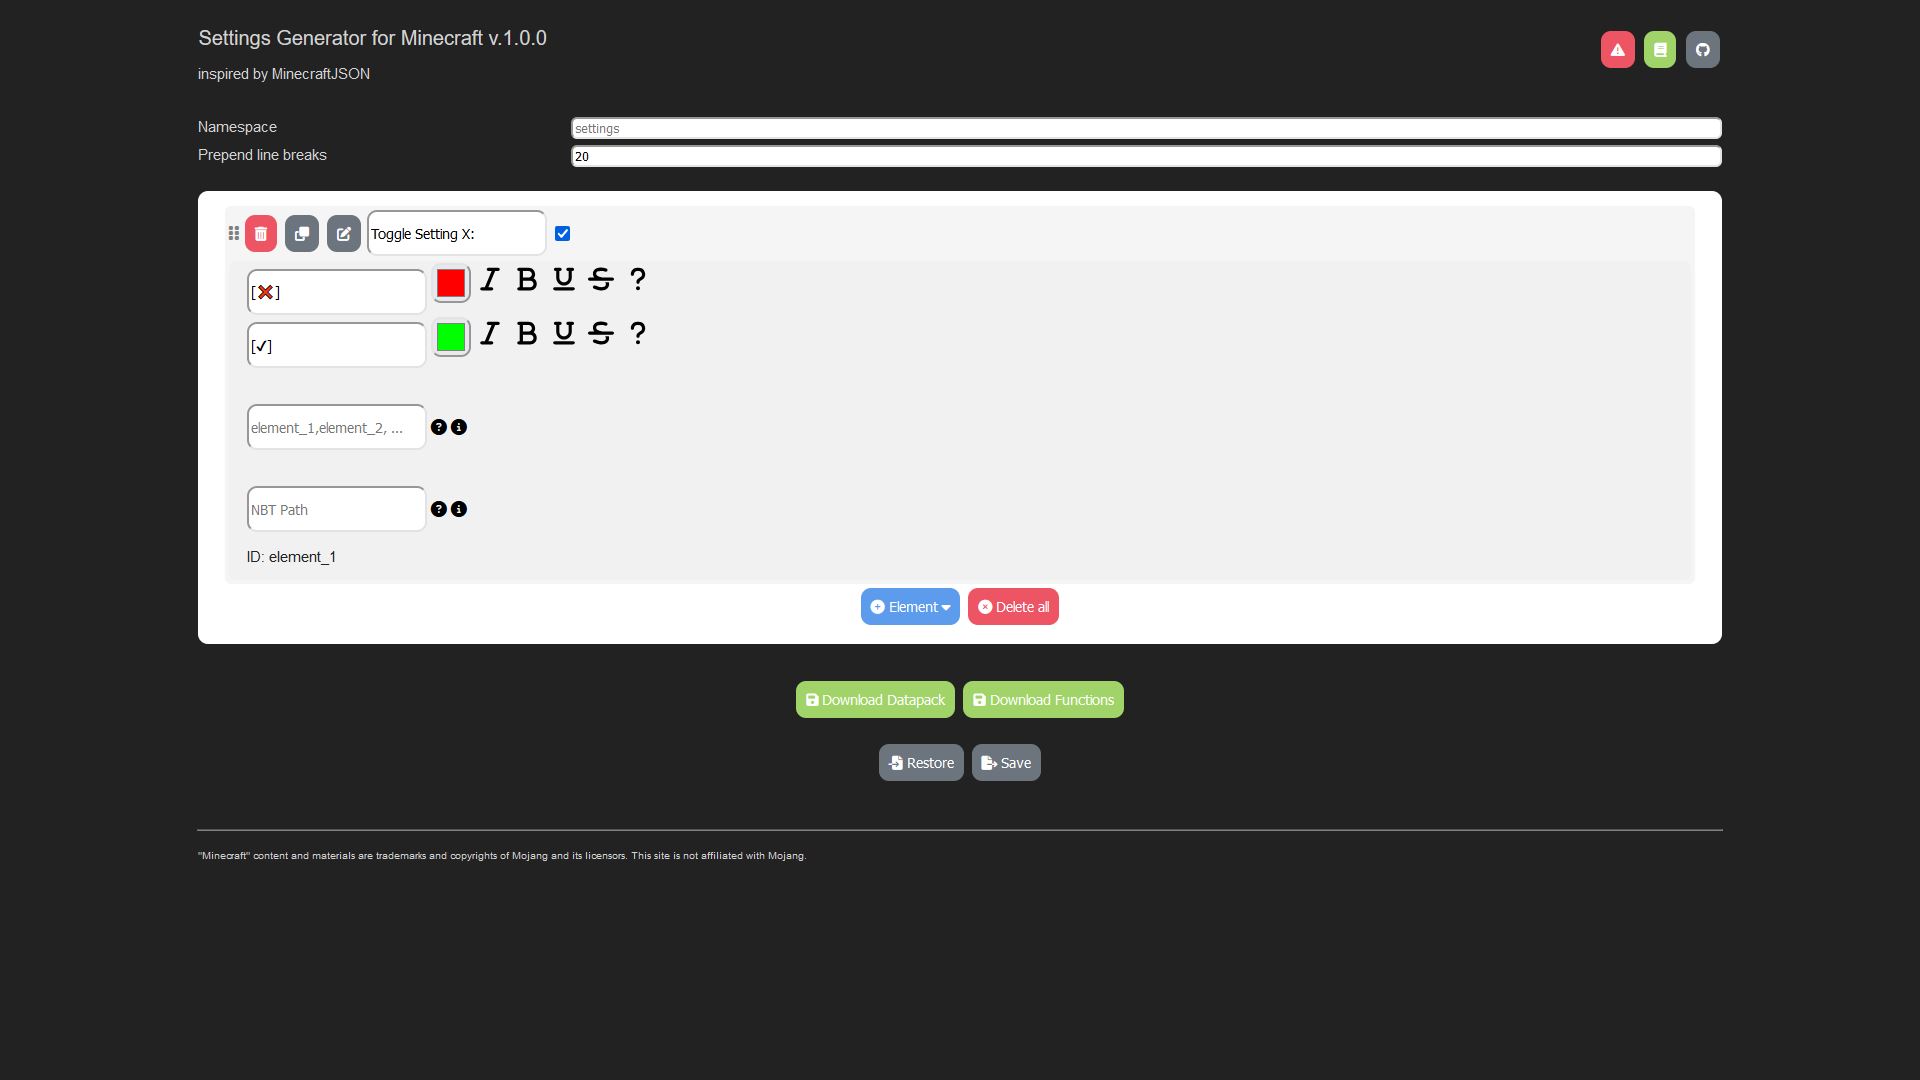 Settings Generator for Minecraft v.1.0.0
inspired by MinecraftJSON
Namespace
settings
Prepend line breaks
20
Toggle Setting X:
[❌]
I B U S ?
[✔]
I B U S ?
element_1,element_2, ...
NBT Path
ID: element_1
Element
Delete all
Download Datapack
Download Functions
Restore
Save
"Minecraft" content and materials are trademarks and copyrights of Mojang and its licensors. This site is not affiliated with Mojang.